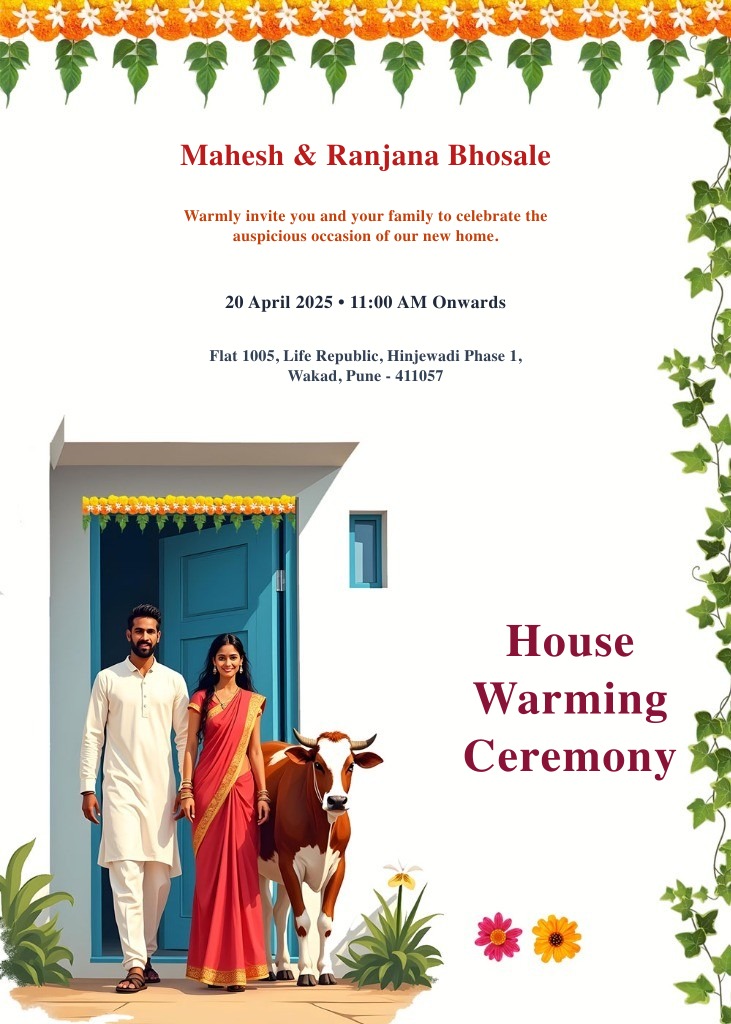 Mahesh & Ranjana Bhosale
Warmly invite you and your family to celebrate the
auspicious occasion of our new home.
20 April 2025 • 11:00 AM Onwards
Flat 1005, Life Republic, Hinjewadi Phase 1,
Wakad, Pune - 411057
House
Warming
Ceremony